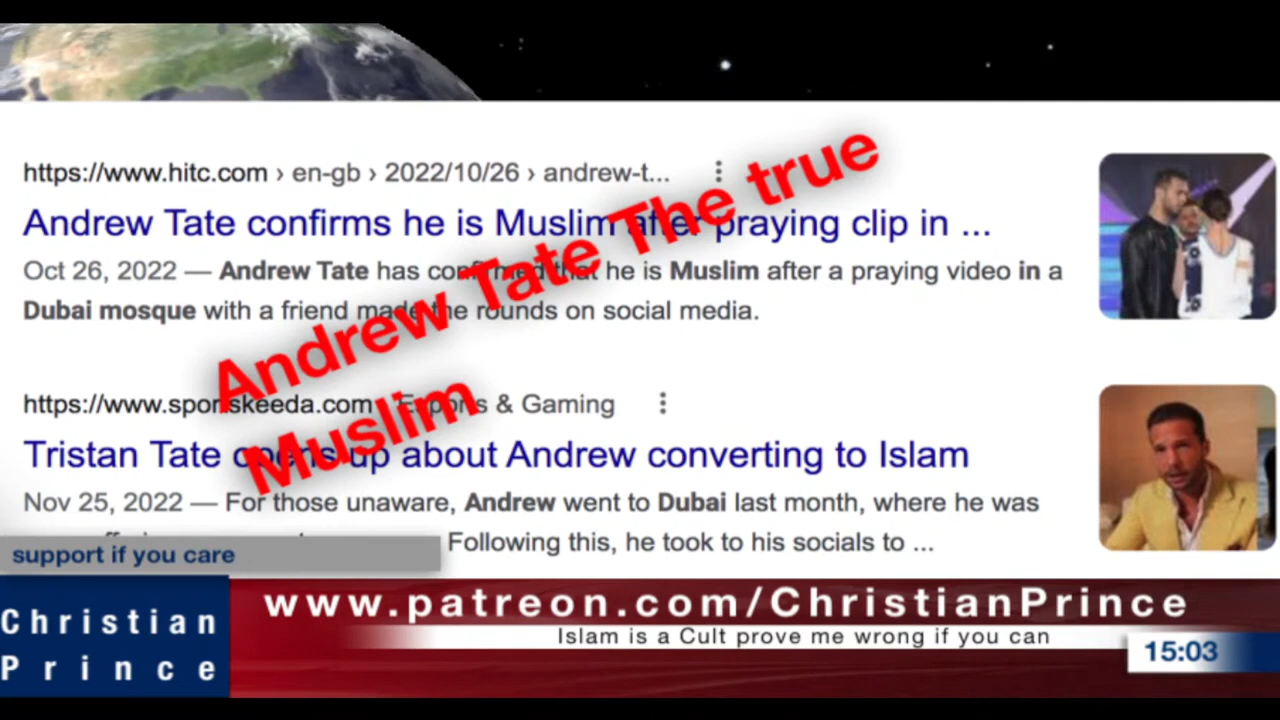 https://www.hitc.com › en-gb › 2022/10/26 › andrew-t...
Andrew Tate confirms he is Muslim after praying clip in ...
Oct 26, 2022 — Andrew Tate has confirmed that he is Muslim after a praying video in a
Dubai mosque with a friend made the rounds on social media.
Andrew Tate The true
Muslim
https://www.sportskeeda.com › Esports & Gaming
Tristan Tate opens up about Andrew converting to Islam
Nov 25, 2022 — For those unaware, Andrew went to Dubai last month, where he was
Following this, he took to his socials to ...
support if you care
Christian
Prince
www.patreon.com/ChristianPrince
Islam is a Cult prove me wrong if you can
15:03